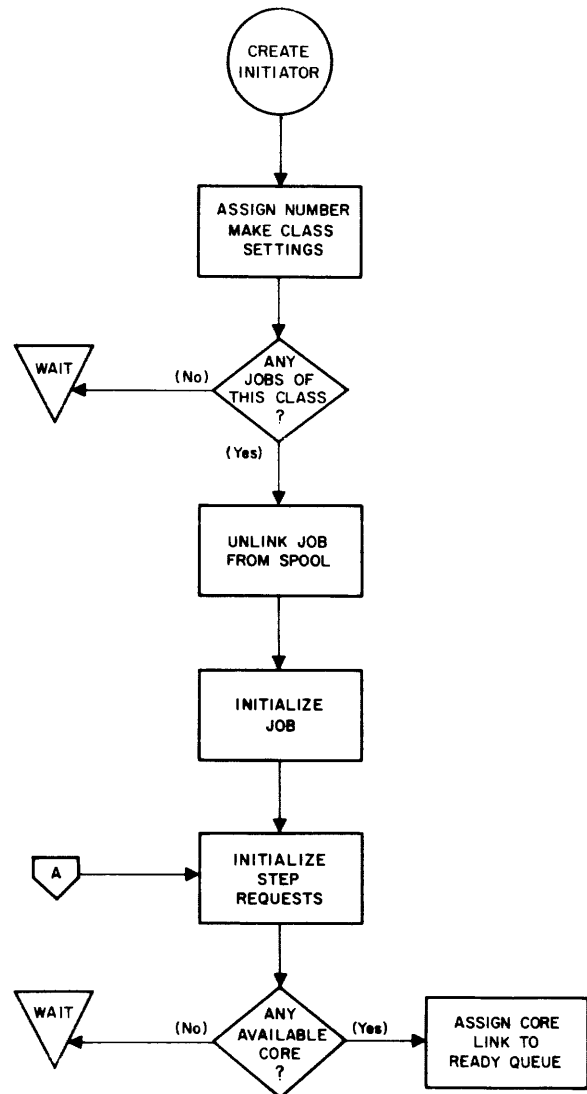 CREATE
INITIATOR
ASSIGN NUMBER
MAKE CLASS
SETTINGS
WAIT
(No)
ANY
JOBS OF
THIS CLASS
?
(Yes)
UNLINK JOB
FROM SPOOL
INITIALIZE
JOB
A
INITIALIZE
STEP
REQUESTS
WAIT
(No)
ANY
AVAILABLE
CORE
?
(Yes)
ASSIGN CORE
LINK TO
READY QUEUE